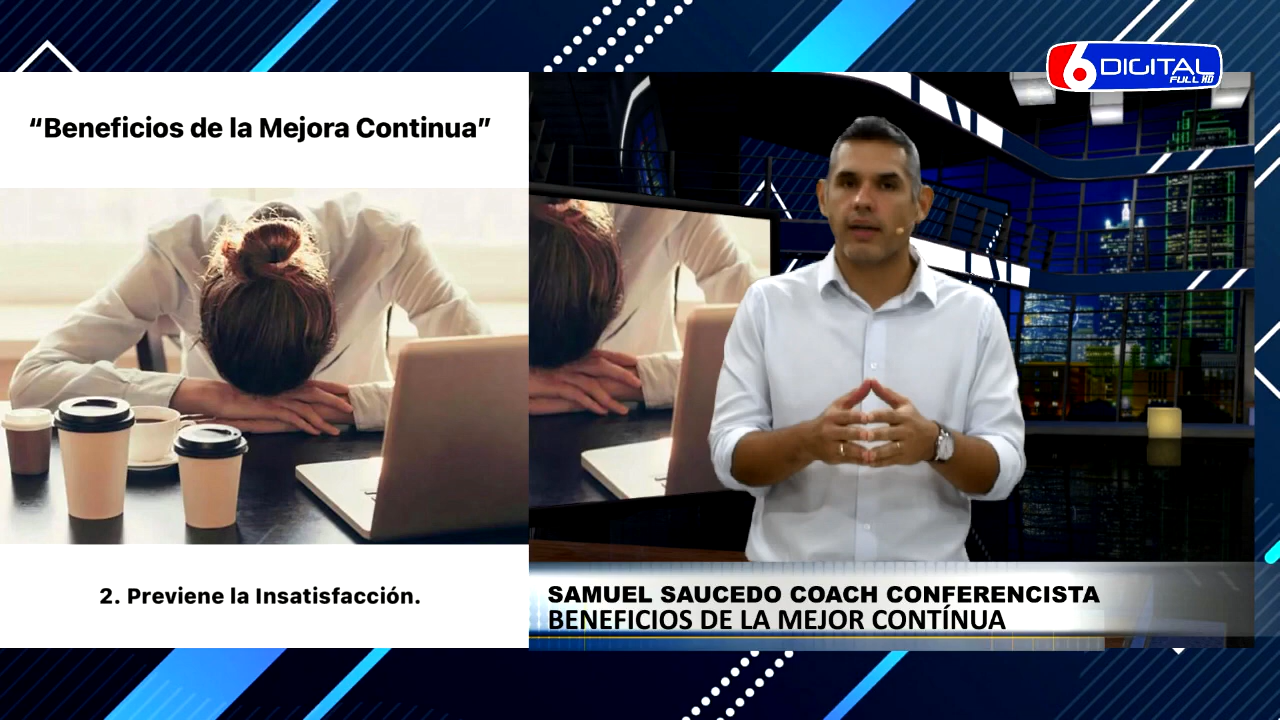 6 DIGITAL
FULL HD
“Beneficios de la Mejora Continua”
2. Previene la Insatisfacción.
SAMUEL SAUCEDO COACH CONFERENCISTA
BENEFICIOS DE LA MEJOR CONTÍNUA